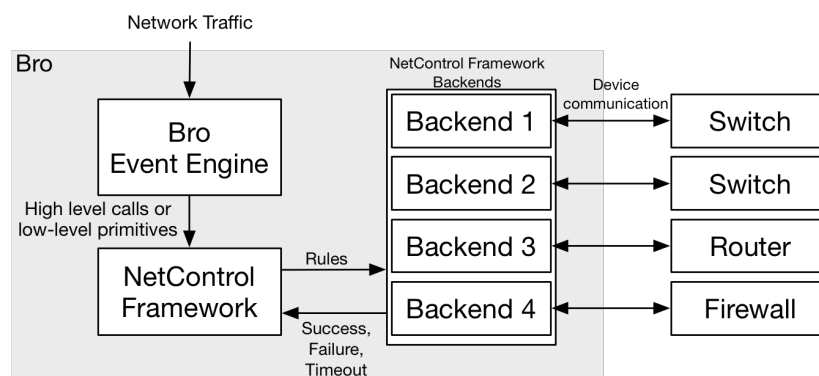 Network Traffic
Bro
NetControl Framework
Backends
Device
communication
Bro
Event Engine
Backend 1
Switch
Backend 2
Switch
High level calls or
low-level primitives
Backend 3
Router
NetControl
Framework
Rules
Backend 4
Firewall
Success,
Failure,
Timeout